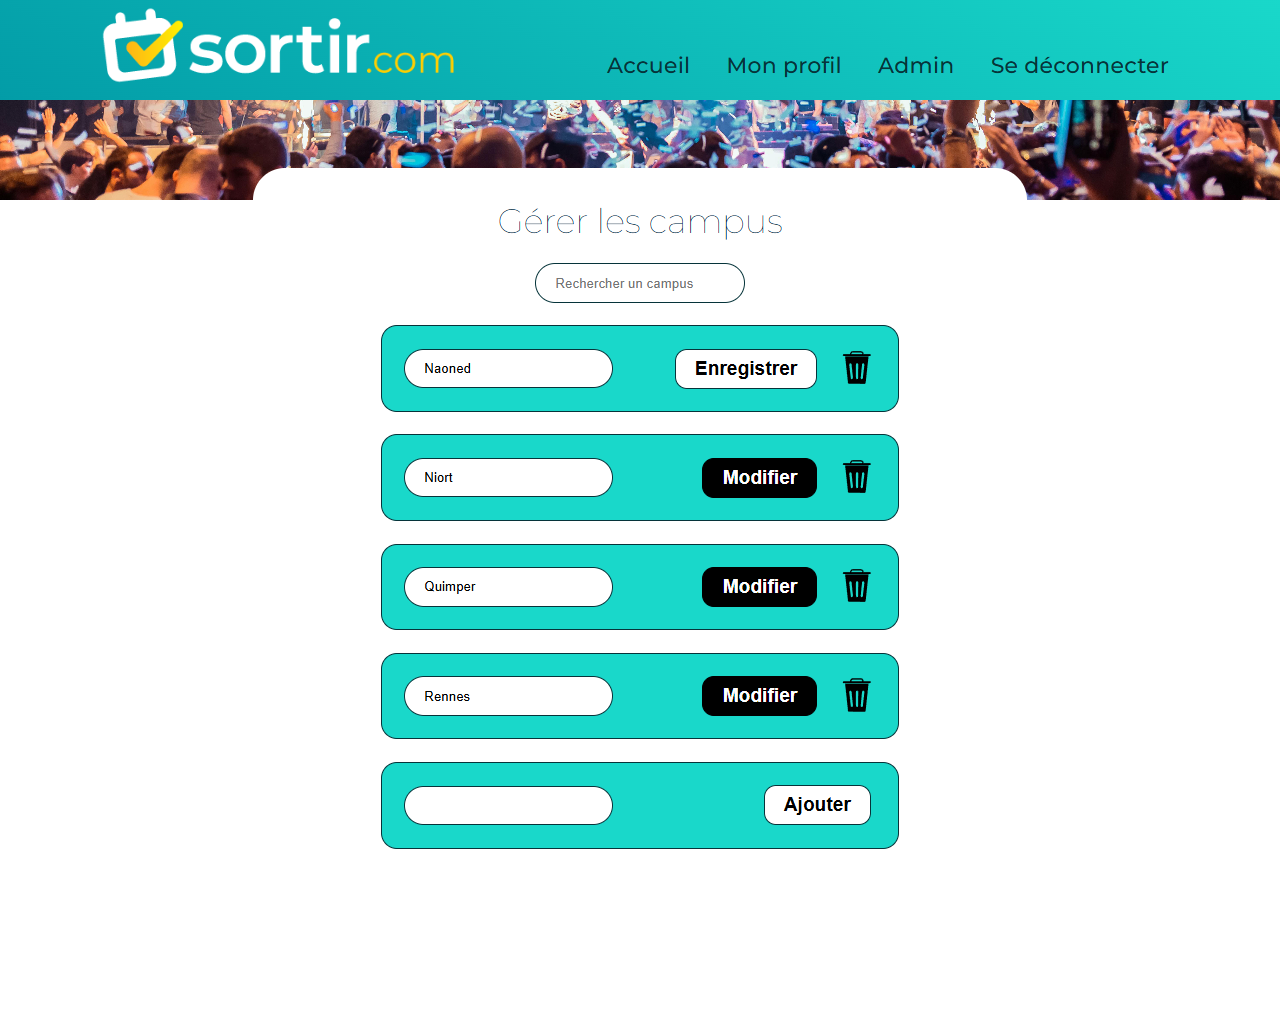 sortir.com
Accueil Mon profil Admin Se déconnecter
Gérer les campus
Rechercher un campus
Naoned Enregistrer
Niort Modifier
Quimper Modifier
Rennes Modifier
Ajouter